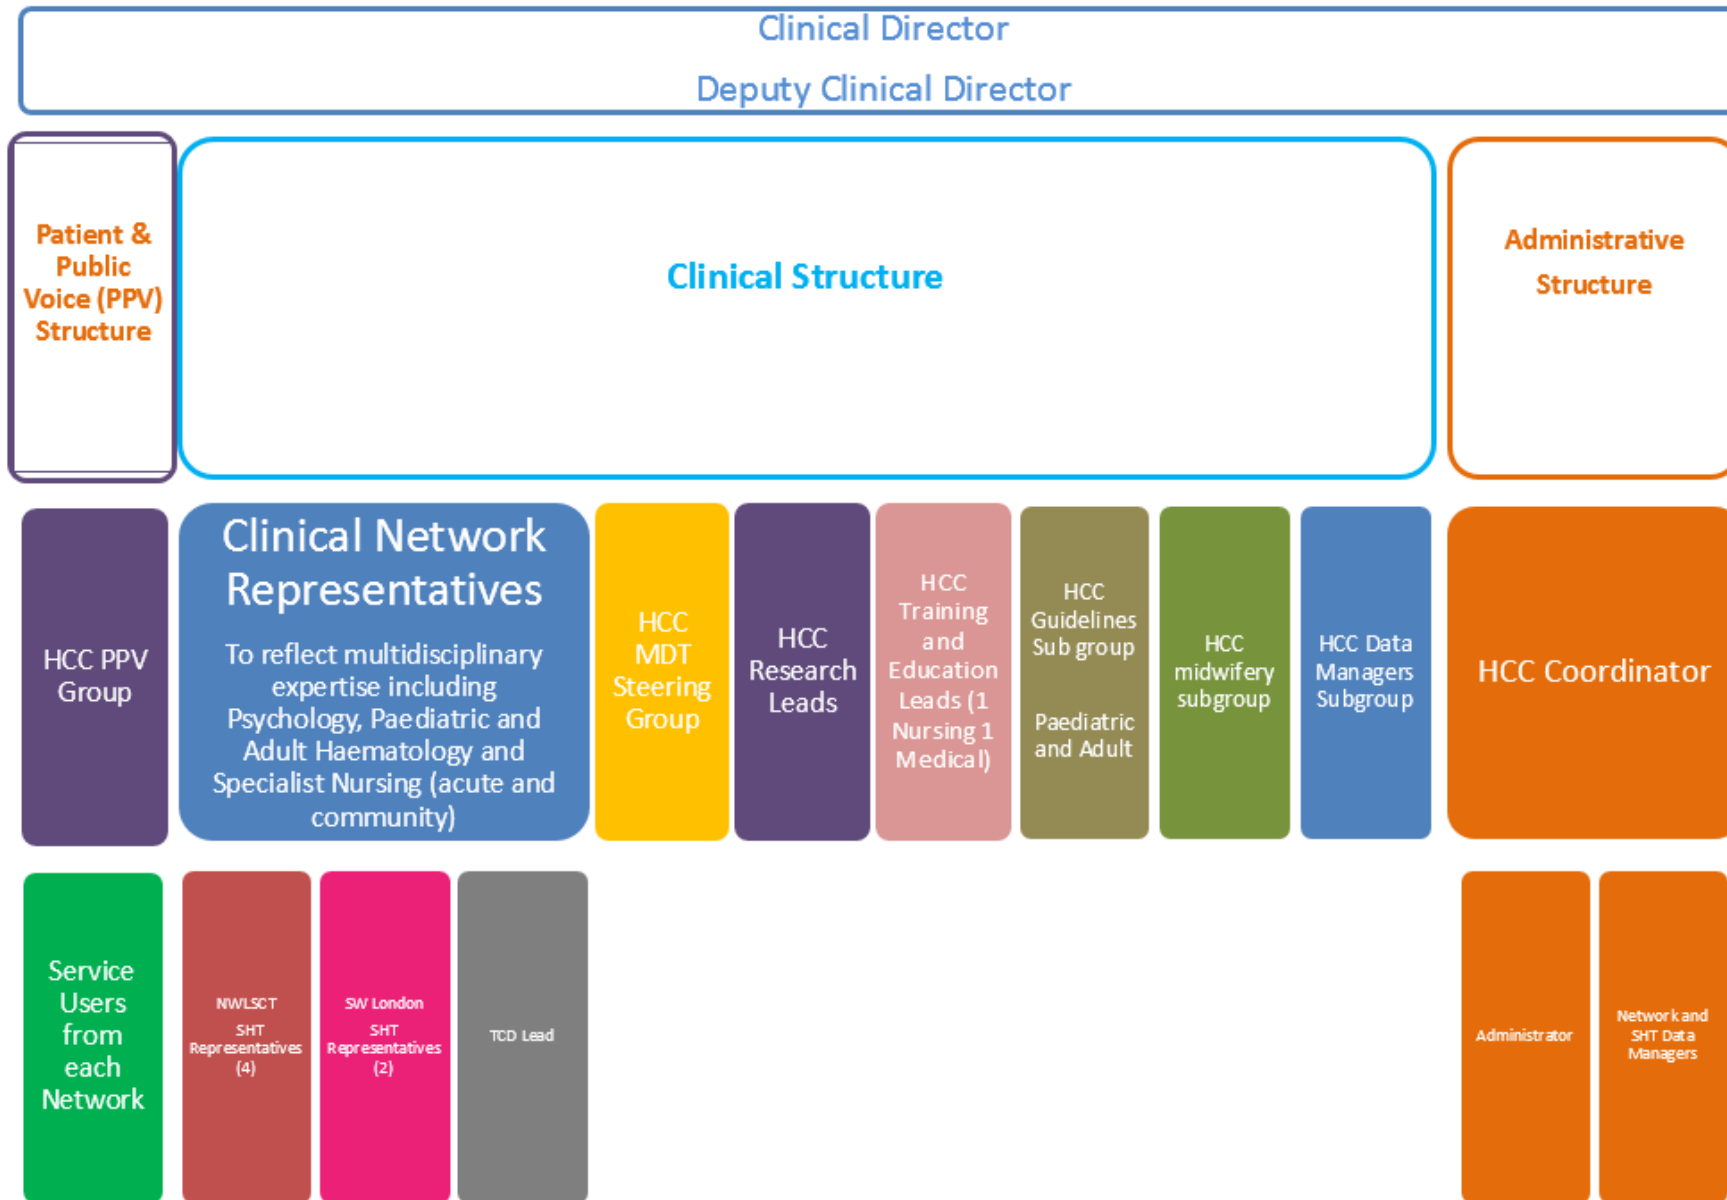 Clinical Director
Deputy Clinical Director
Patient &
Public
Voice (PPV)
Structure
Clinical Structure
Administrative
Structure
HCC PPV
Group
Clinical Network
Representatives
To reflect multidisciplinary
expertise including
Psychology, Paediatric and
Adult Haematology and
Specialist Nursing (acute and
community)
HCC
MDT
Steering
Group
HCC
Research
Leads
HCC
Training
and
Education
Leads (1
Nursing 1
Medical)
HCC
Guidelines
Sub group
Paediatric
and Adult
HCC
midwifery
subgroup
HCC Data
Managers
Subgroup
HCC Coordinator
Service
Users
from
each
Network
NWLSCT
SHT
Representatives
(4)
SW London
SHT
Representatives
(2)
TCD Lead
Administrator
Network and
SHT Data
Managers